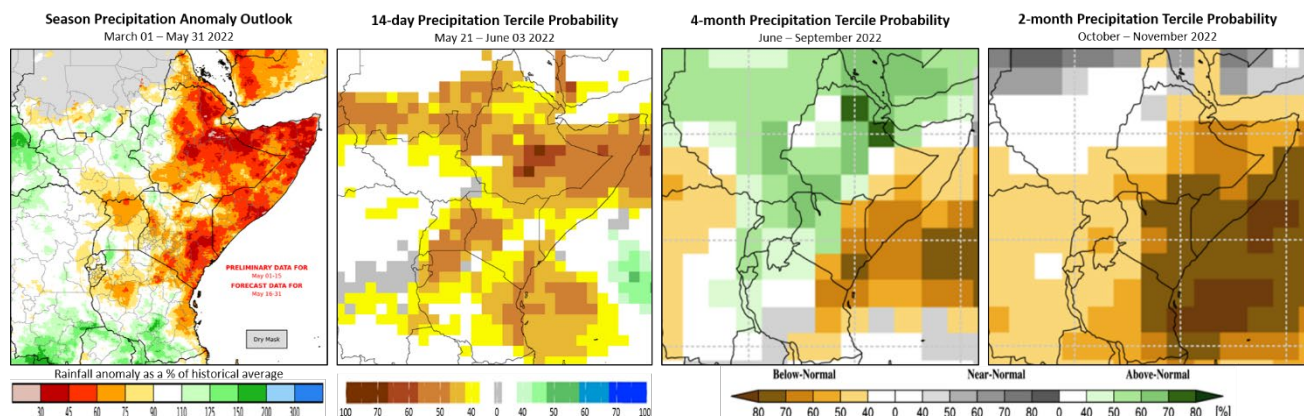 Season Precipitation Anomaly Outlook
March 01 – May 31 2022
14-day Precipitation Tercile Probability
May 21 - June 03 2022
4-month Precipitation Tercile Probability
June – September 2022
2-month Precipitation Tercile Probability
October – November 2022
PRELIMINARY DATA FOR
May 01-15
FORECAST DATA FOR
May 16-31
Dry Mask
Rainfall anomaly as a % of historical average
30 45 60 75 90 110 125 150 200 300
100 70 50 40 0 40 50 70 100
Below-Normal Near-Normal Above-Normal
80 70 60 50 40 0 40 80 60 50 40 0 40 50 60 70 80 [%]